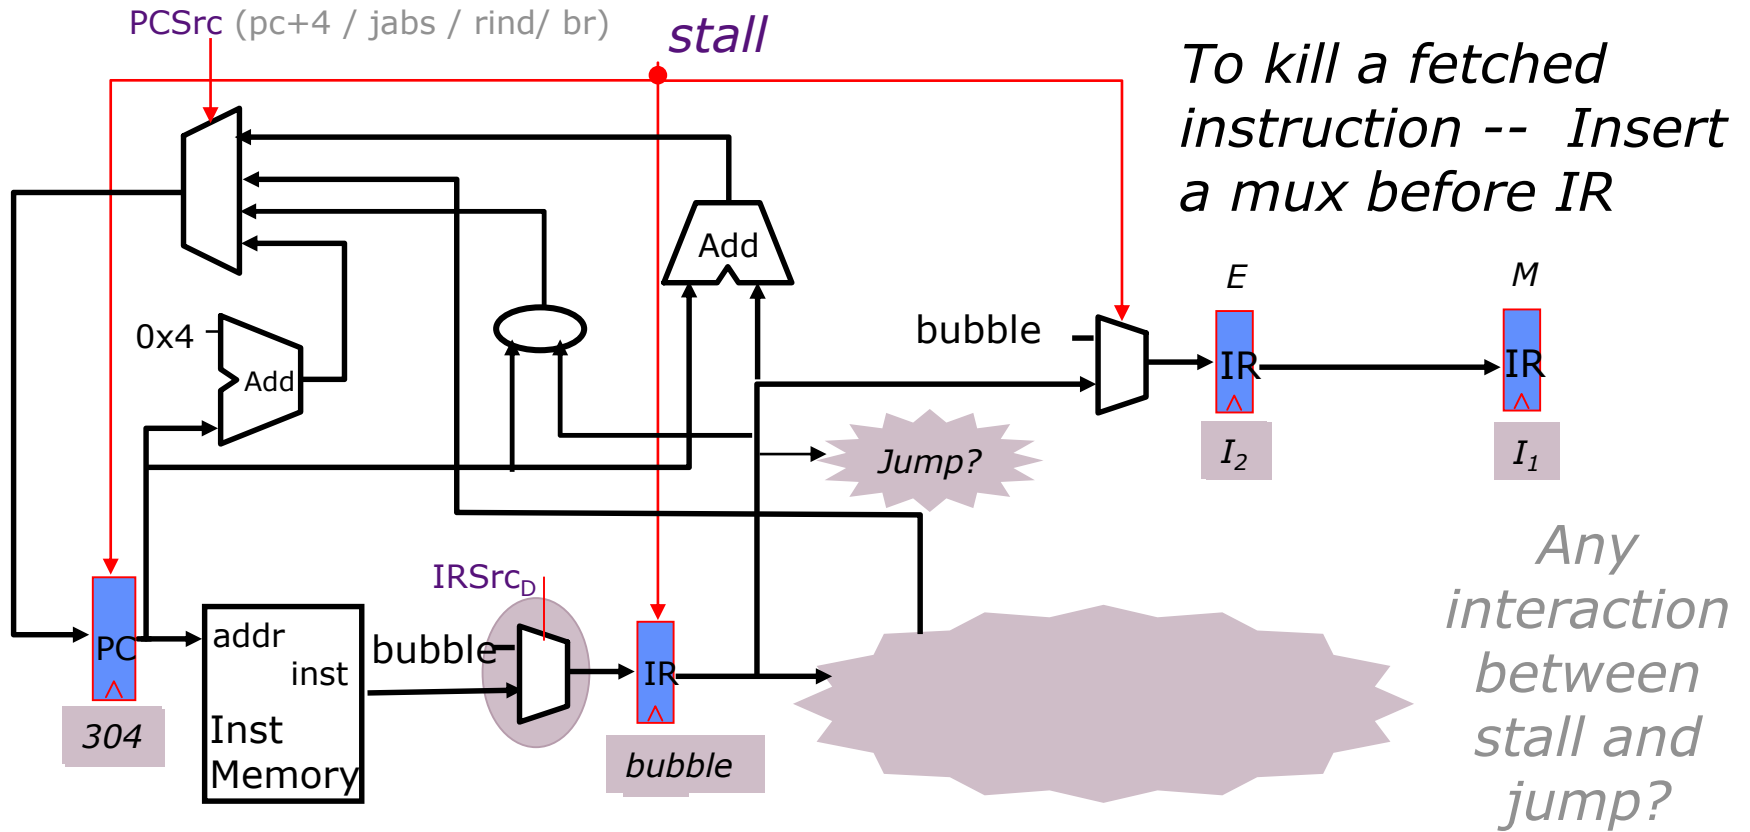 PCSrc (pc+4 / jabs / rind/ br)
stall
To kill a fetched
instruction -- Insert
a mux before IR
Add
E
M
0x4
Add
bubble
IR
IR
Jump?
I2
I1
Any
interaction
between
stall and
jump?
IRSrcD
PC
addr
inst
Inst
Memory
bubble
IR
304
bubble